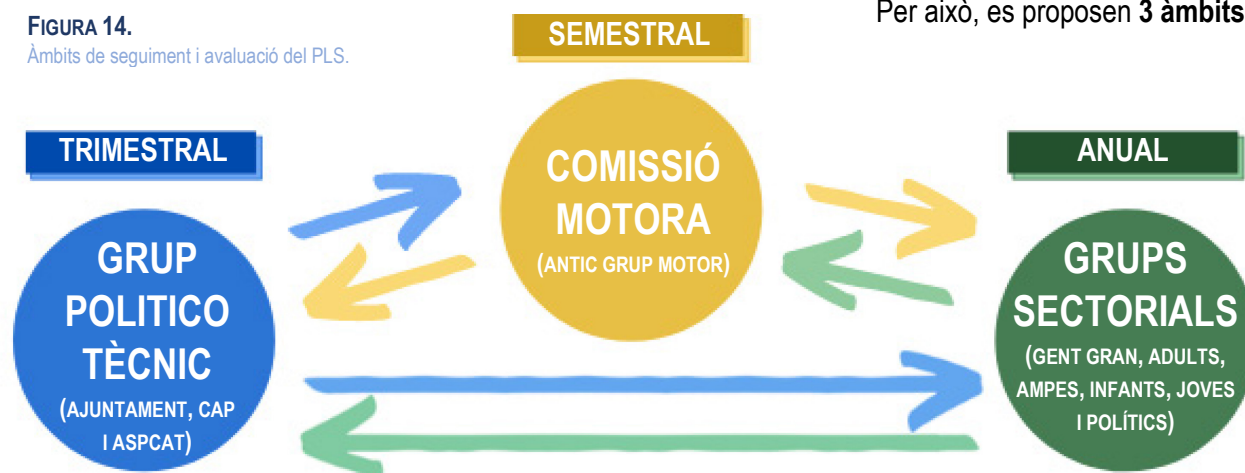 FIGURA 14.
Àmbits de seguiment i avaluació del PLS.
Per això, es proposen 3 àmbits
SEMESTRAL
TRIMESTRAL
ANUAL
COMISSIÓ
MOTORA
(ANTIC GRUP MOTOR)
GRUP
POLITICO
TÈCNIC
(AJUNTAMENT, CAP
I ASPCAT)
GRUPS
SECTORIALS
(GENT GRAN, ADULTS,
AMPES, INFANTS, JOVES
I POLÍTICS)